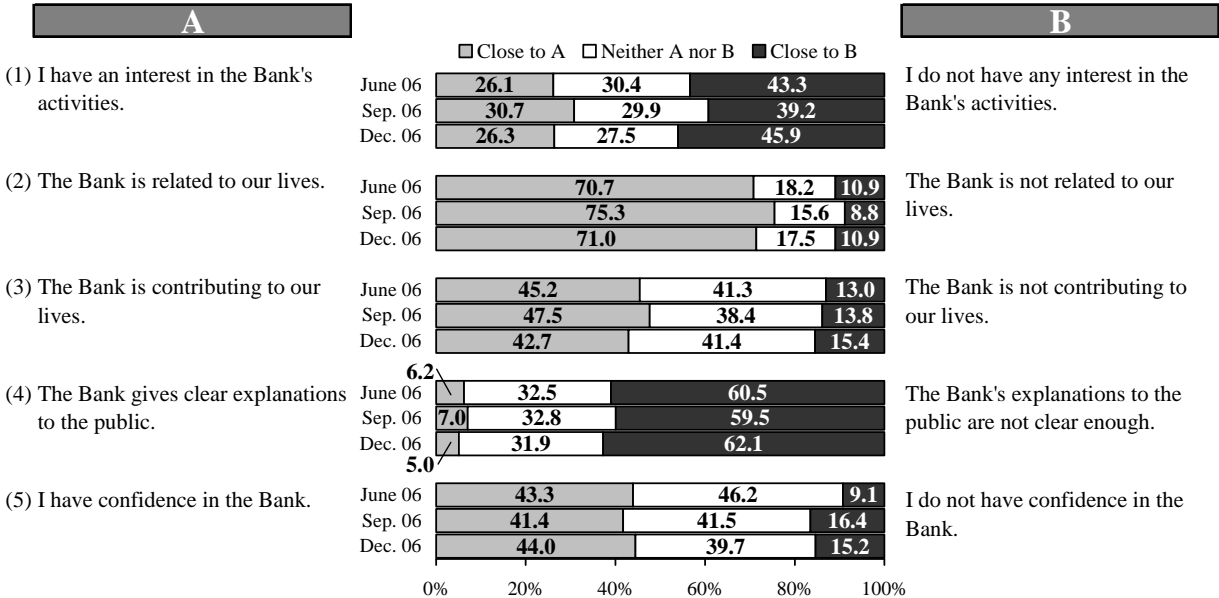 A
B
Close to A Neither A nor B Close to B
(1) I have an interest in the Bank's
activities.
June 06 26.1 30.4 43.3
Sep. 06 30.7 29.9 39.2
Dec. 06 26.3 27.5 45.9
I do not have any interest in the
Bank's activities.
(2) The Bank is related to our lives.
June 06 70.7 18.2 10.9
Sep. 06 75.3 15.6 8.8
Dec. 06 71.0 17.5 10.9
The Bank is not related to our
lives.
(3) The Bank is contributing to our
lives.
June 06 45.2 41.3 13.0
Sep. 06 47.5 38.4 13.8
Dec. 06 42.7 41.4 15.4
The Bank is not contributing to
our lives.
(4) The Bank gives clear explanations
to the public.
June 06 6.2 32.5 60.5
Sep. 06 7.0 32.8 59.5
Dec. 06 5.0 31.9 62.1
The Bank's explanations to the
public are not clear enough.
(5) I have confidence in the Bank.
June 06 43.3 46.2 9.1
Sep. 06 41.4 41.5 16.4
Dec. 06 44.0 39.7 15.2
I do not have confidence in the
Bank.
0% 20% 40% 60% 80% 100%